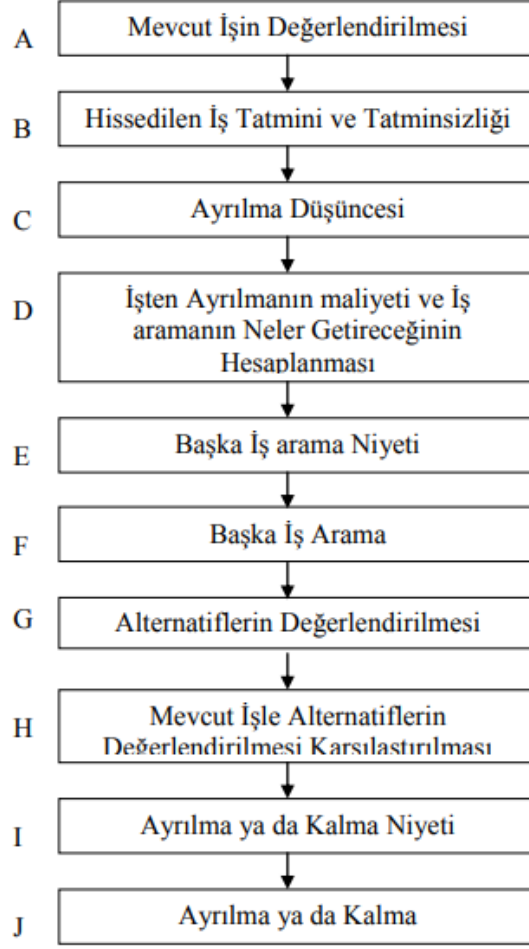 A
Mevcut İşin Değerlendirilmesi
B
Hissedilen İş Tatmini ve Tatminsizliği
C
Ayrılma Düşüncesi
D
İşten Ayrılmanın maliyeti ve İş
aramanın Neler Getireceğinin
Hesaplanması
E
Başka İş arama Niyeti
F
Başka İş Arama
G
Alternatiflerin Değerlendirilmesi
H
Mevcut İşle Alternatiflerin
Değerlendirilmesi Karsılastırılması
I
Ayrılma ya da Kalma Niyeti
J
Ayrılma ya da Kalma